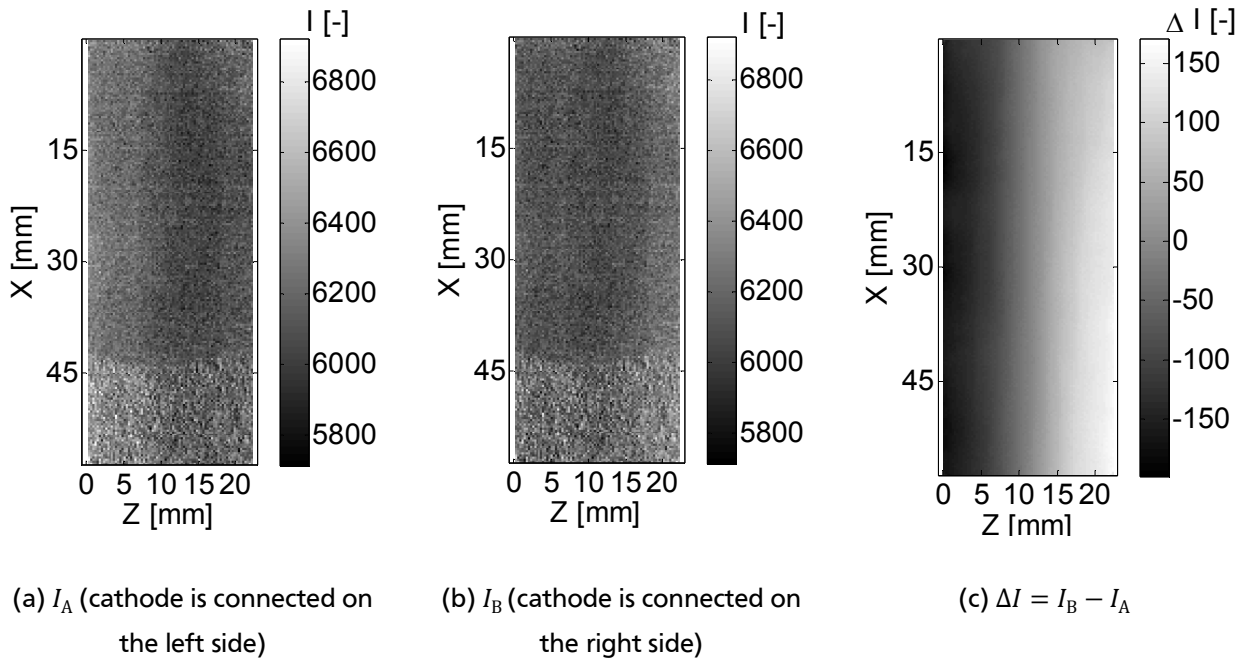 I [-]
6800
6600
6400
6200
6000
5800
X [mm]
15
30
45
0 5 10 15 20
Z [mm]
I [-]
6800
6600
6400
6200
6000
5800
X [mm]
15
30
45
0 5 10 15 20
Z [mm]
Δ I [-]
150
100
50
0
-50
-100
-150
X [mm]
15
30
45
0 5 10 15 20
Z [mm]
(a) I_A (cathode is connected on
the left side)
(b) I_B (cathode is connected on
the right side)
(c) ΔI = I_B − I_A